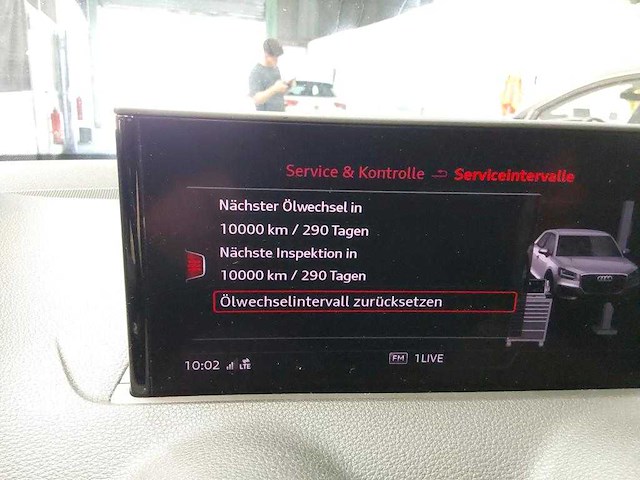 Service & Kontrolle Serviceintervalle
Nächster Ölwechsel in
10000 km / 290 Tagen
Nächste Inspektion in
10000 km / 290 Tagen
Ölwechselintervall zurücksetzen
10:02 LTE FM 1LIVE